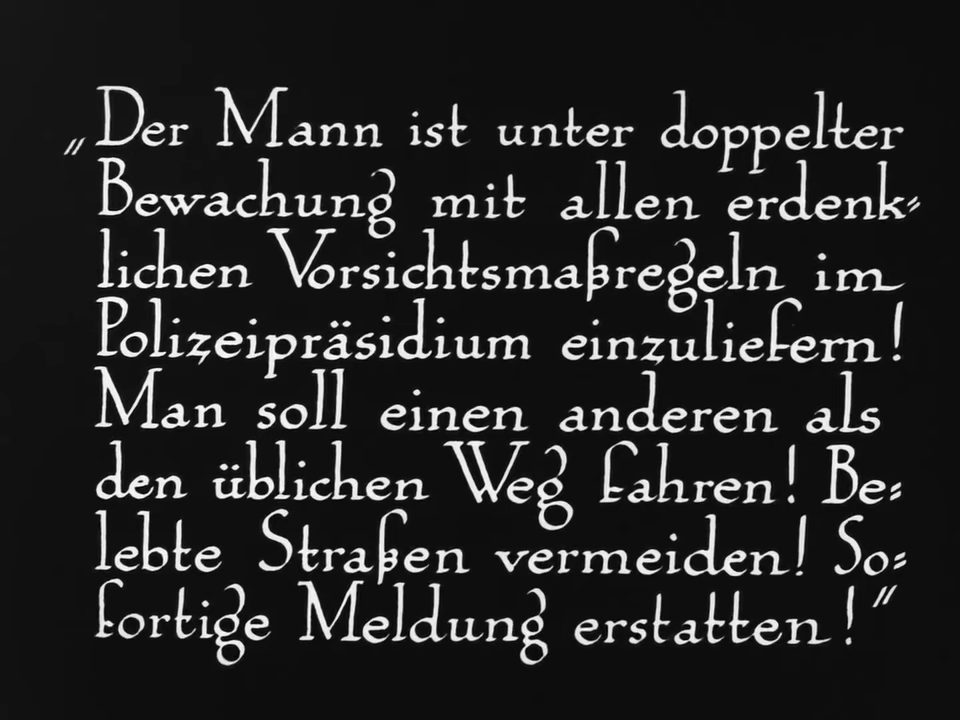 „Der Mann ist unter doppelter
Bewachung mit allen erdenk⸗
lichen Vorsichtsmaßregeln im
Polizeipräsidium einzuliefern!
Man soll einen anderen als
den üblichen Weg fahren! Be⸗
lebte Straßen vermeiden! So⸗
fortige Meldung erstatten!“